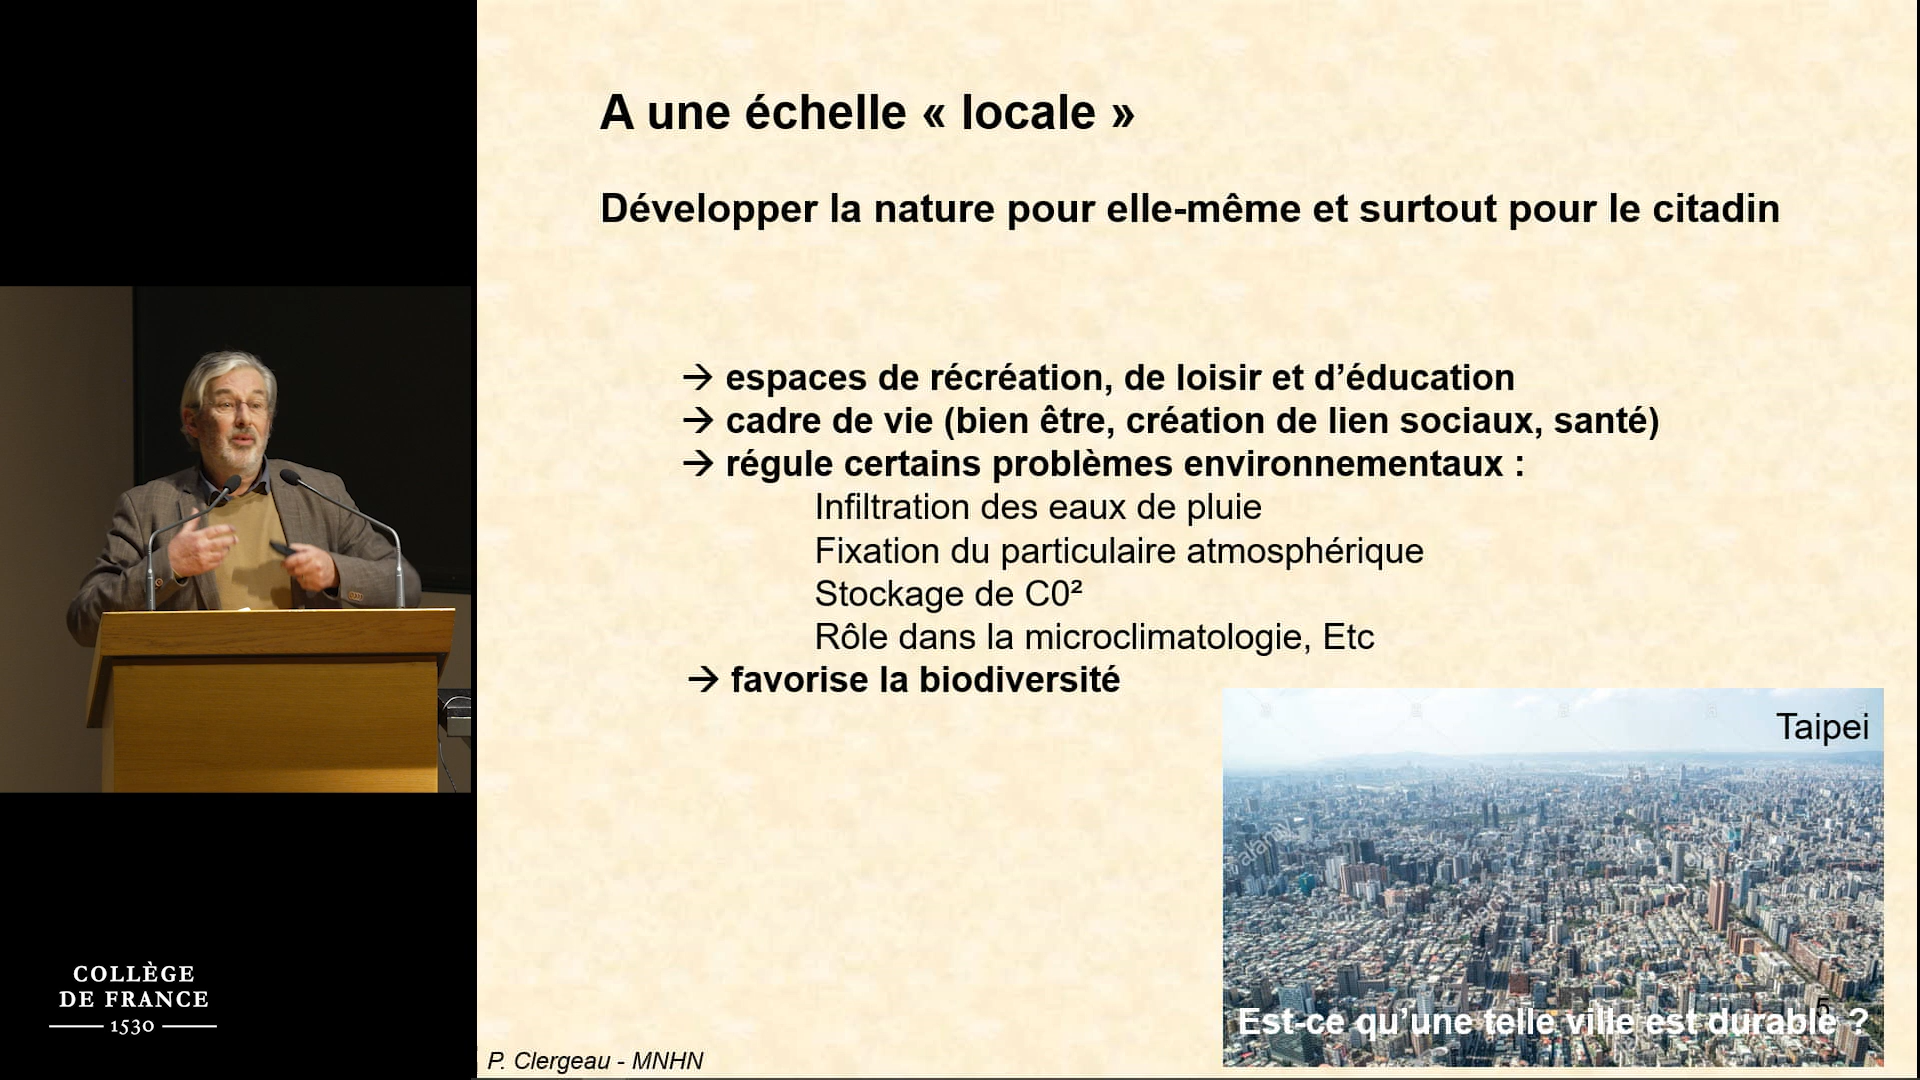 A une échelle « locale »
Développer la nature pour elle-même et surtout pour le citadin
→ espaces de récréation, de loisir et d’éducation
→ cadre de vie (bien être, création de lien sociaux, santé)
→ régule certains problèmes environnementaux :
Infiltration des eaux de pluie
Fixation du particulaire atmosphérique
Stockage de C0²
Rôle dans la microclimatologie, Etc
→ favorise la biodiversité
Taipei
alamy
5
Est-ce qu’une telle ville est durable ?
P. Clergeau - MNHN
COLLÈGE
DE FRANCE
1530